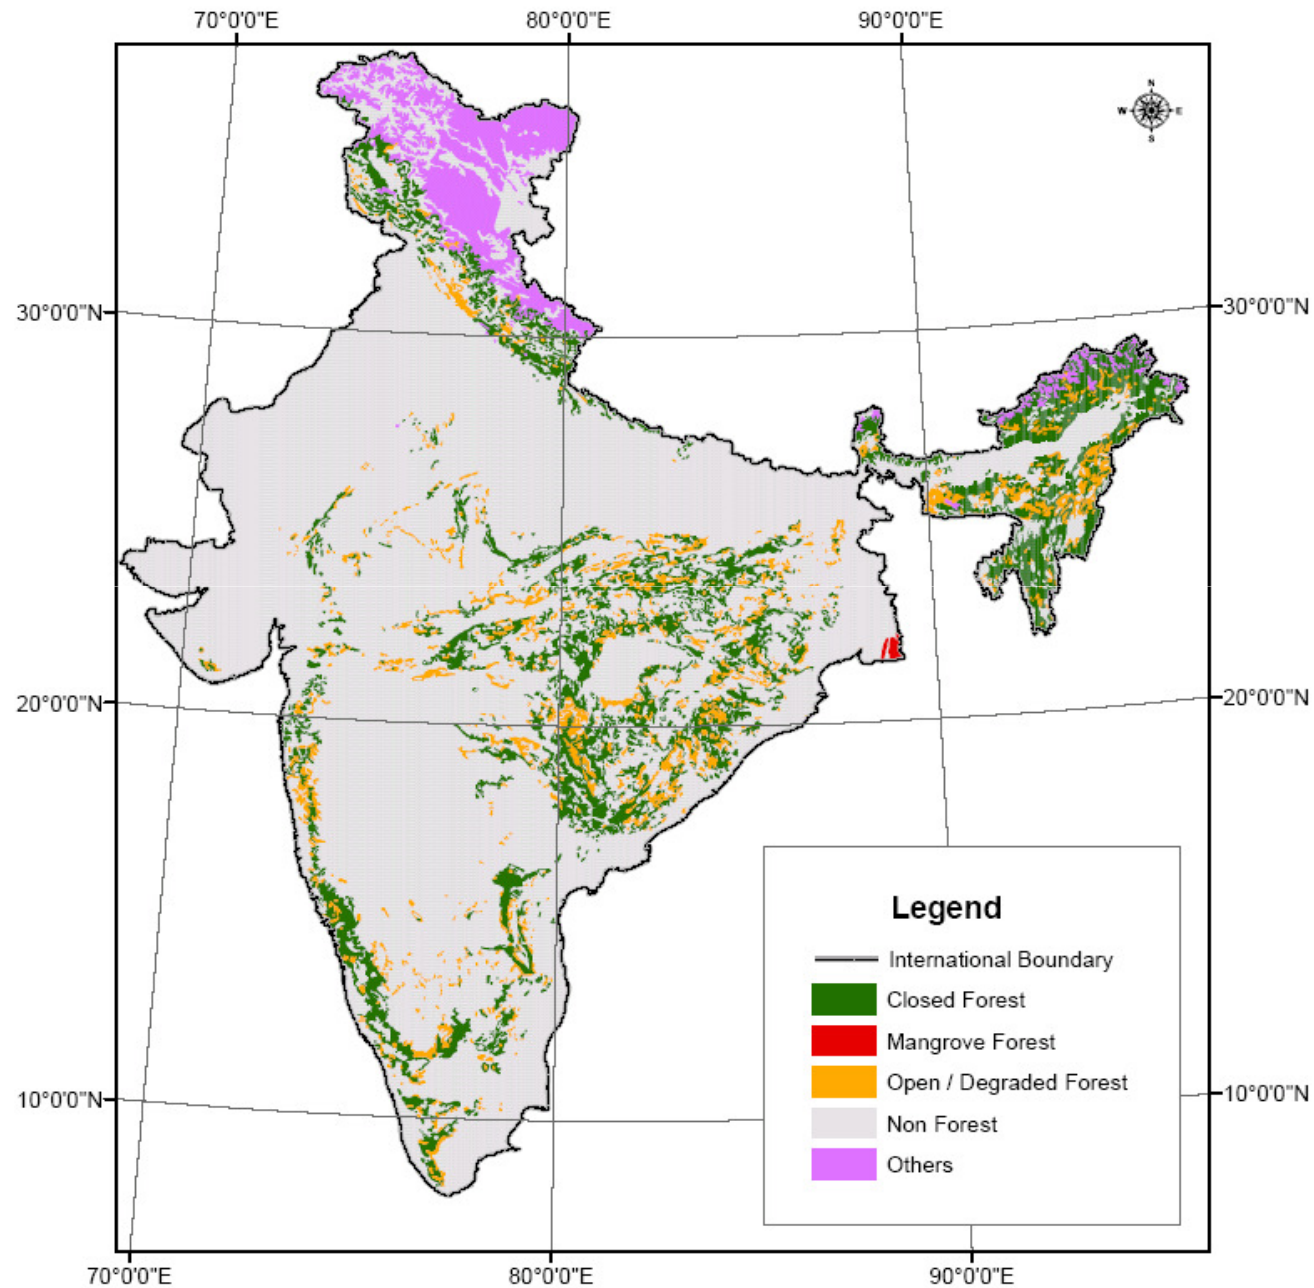 70°0'0"E 80°0'0"E 90°0'0"E
N
W E
S
30°0'0"N 30°0'0"N
20°0'0"N 20°0'0"N
10°0'0"N 10°0'0"N
Legend
International Boundary
Closed Forest
Mangrove Forest
Open / Degraded Forest
Non Forest
Others
70°0'0"E 80°0'0"E 90°0'0"E